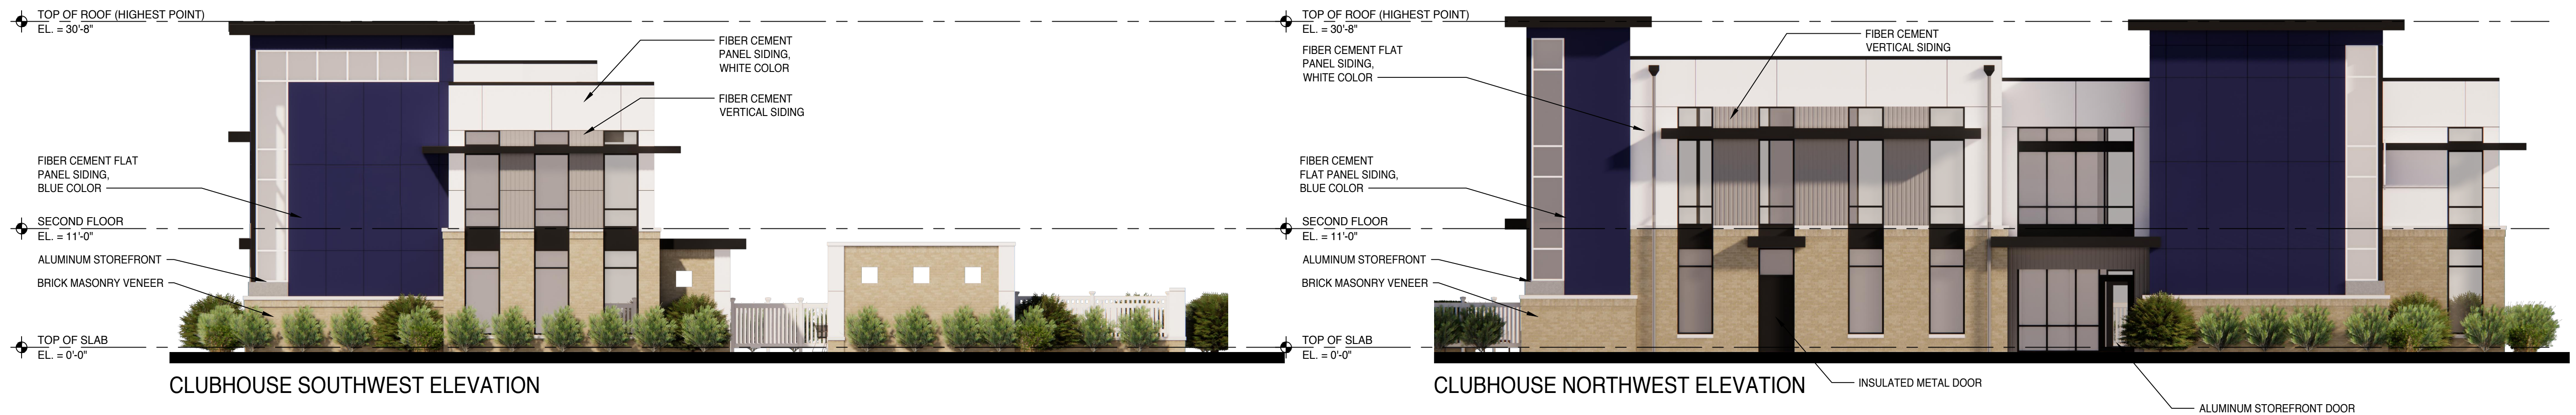 TOP OF ROOF (HIGHEST POINT)
EL. = 30'-8"
FIBER CEMENT
PANEL SIDING,
WHITE COLOR
FIBER CEMENT
VERTICAL SIDING
FIBER CEMENT FLAT
PANEL SIDING,
BLUE COLOR
SECOND FLOOR
EL. = 11'-0"
ALUMINUM STOREFRONT
BRICK MASONRY VENEER
TOP OF SLAB
EL. = 0'-0"
CLUBHOUSE SOUTHWEST ELEVATION
TOP OF ROOF (HIGHEST POINT)
EL. = 30'-8"
FIBER CEMENT FLAT
PANEL SIDING,
WHITE COLOR
FIBER CEMENT
VERTICAL SIDING
FIBER CEMENT
FLAT PANEL SIDING,
BLUE COLOR
SECOND FLOOR
EL. = 11'-0"
ALUMINUM STOREFRONT
BRICK MASONRY VENEER
TOP OF SLAB
EL. = 0'-0"
CLUBHOUSE NORTHWEST ELEVATION
INSULATED METAL DOOR
ALUMINUM STOREFRONT DOOR